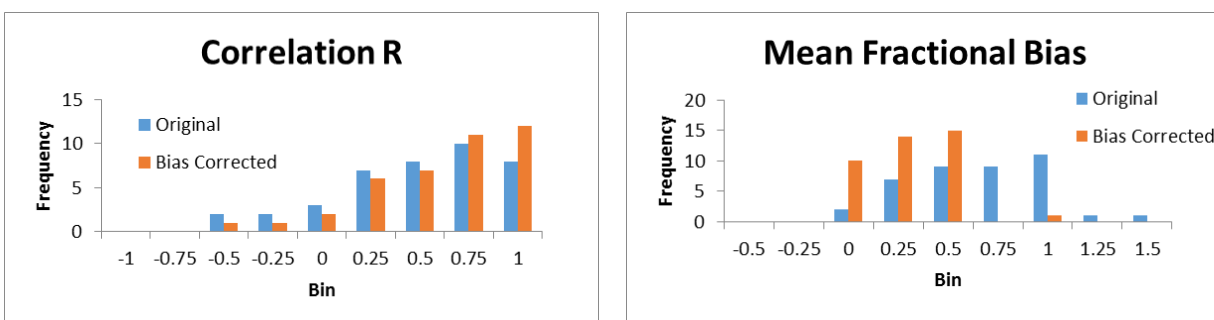 Correlation R
15
10
5
0
Frequency
Original
Bias Corrected
-1 -0.75 -0.5 -0.25 0 0.25 0.5 0.75 1
Bin
Mean Fractional Bias
20
15
10
5
0
Frequency
Original
Bias Corrected
-0.5 -0.25 0 0.25 0.5 0.75 1 1.25 1.5
Bin